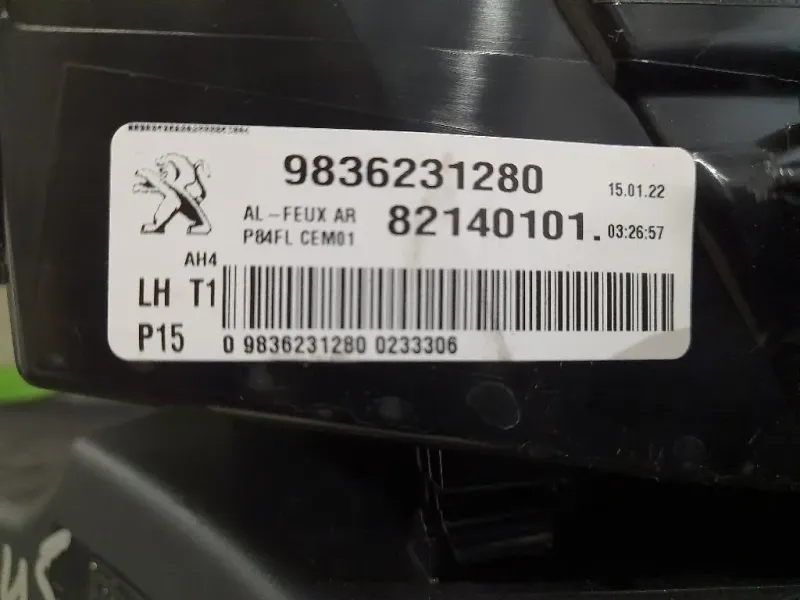 9836231280 15.01.22
AL-FEUX AR 82140101. 03:26:57
P84FL CEM01
AH4
LH T1
P15 0 9836231280 0233306